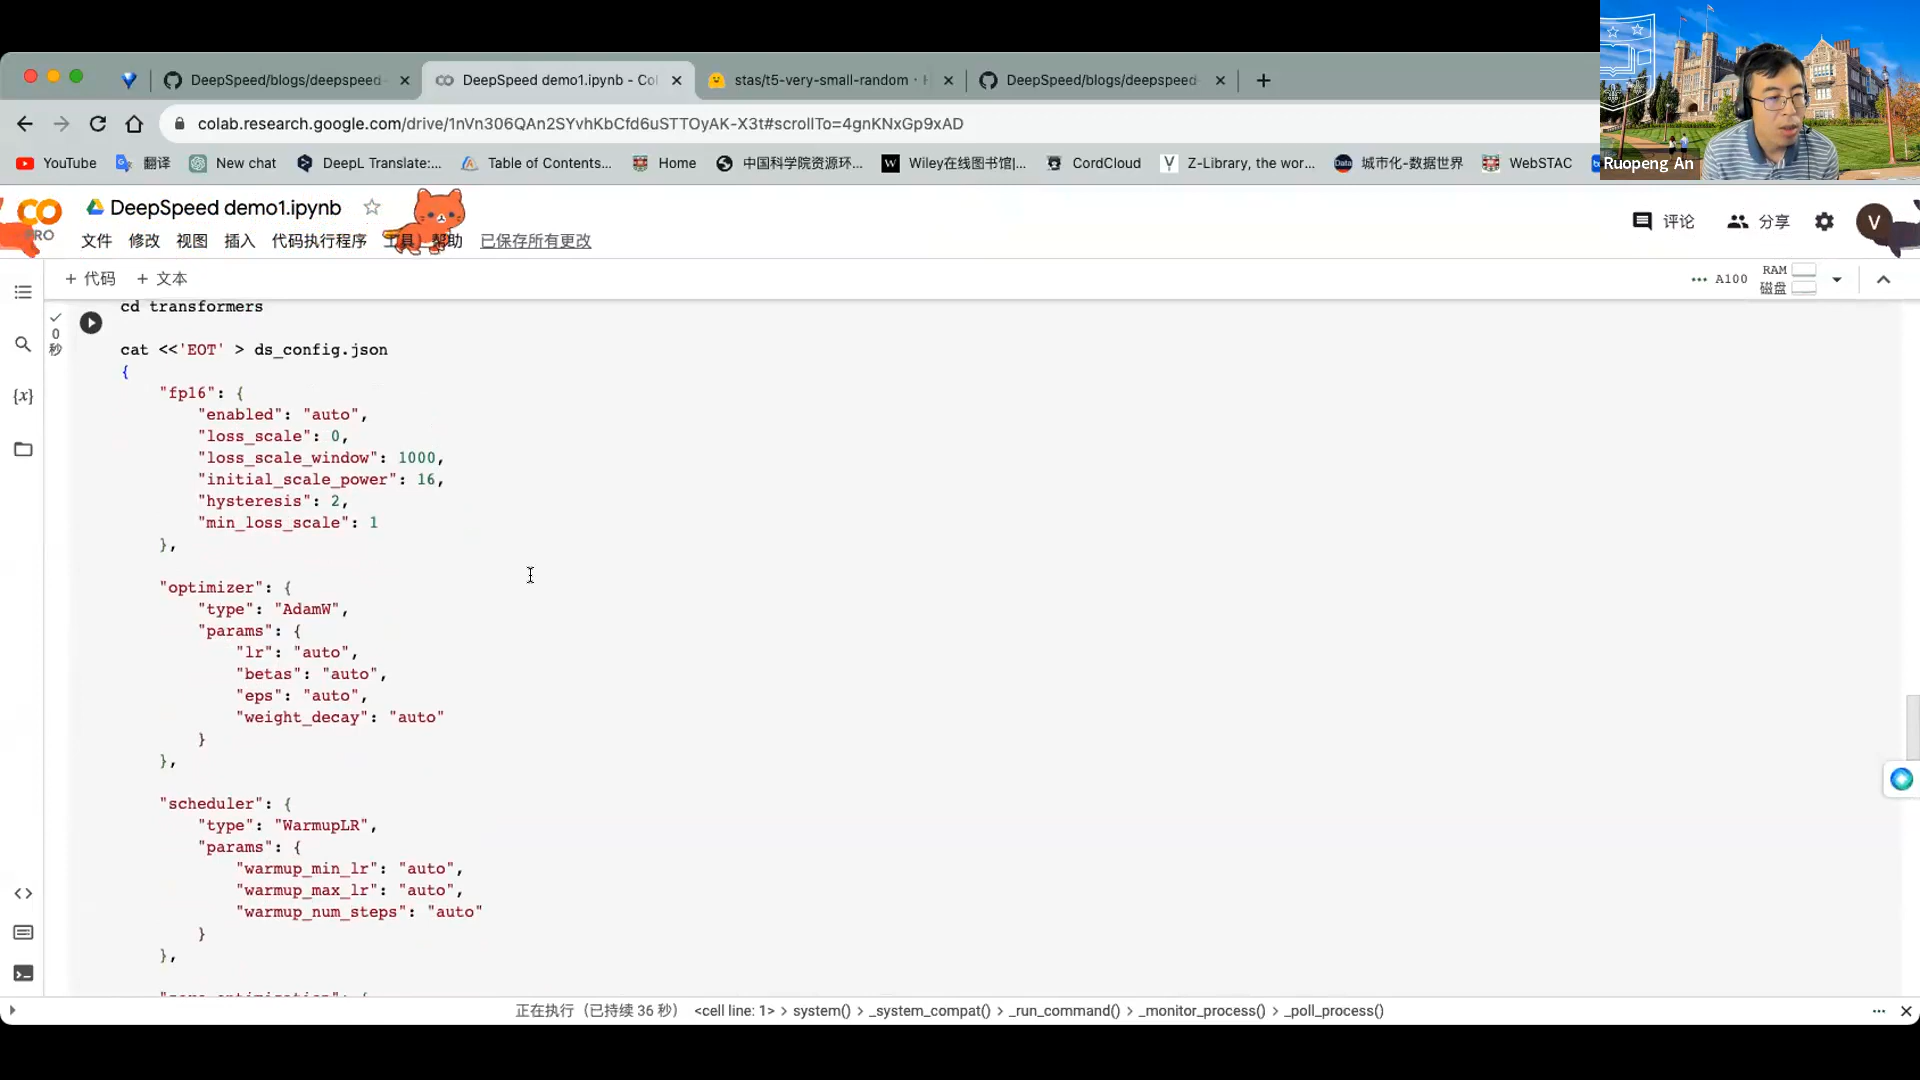 DeepSpeed/blogs/deepspeed-
DeepSpeed demo1.ipynb - Col
stas/t5-very-small-random · H
DeepSpeed/blogs/deepspeed-
colab.research.google.com/drive/1nVn306QAn2SYvhKbCfd6uSTTOyAK-X3t#scrollTo=4gnKNxGp9xAD
YouTube
翻译
New chat
DeepL Translate:...
Table of Contents...
Home
中国科学院资源环...
Wiley在线图书馆|...
CordCloud
Z-Library, the wor...
城市化-数据世界
WebSTAC
Ruopeng An
DeepSpeed demo1.ipynb
PRO
文件 修改 视图 插入 代码执行程序 工具 帮助 已保存所有更改
评论
分享
V
+ 代码 + 文本
A100
RAM
磁盘
0
秒
cd transformers
cat <<'EOT' > ds_config.json
{
"fp16": {
"enabled": "auto",
"loss_scale": 0,
"loss_scale_window": 1000,
"initial_scale_power": 16,
"hysteresis": 2,
"min_loss_scale": 1
},
"optimizer": {
"type": "AdamW",
"params": {
"lr": "auto",
"betas": "auto",
"eps": "auto",
"weight_decay": "auto"
}
},
"scheduler": {
"type": "WarmupLR",
"params": {
"warmup_min_lr": "auto",
"warmup_max_lr": "auto",
"warmup_num_steps": "auto"
}
},
正在执行（已持续 36 秒） <cell line: 1> > system() > _system_compat() > _run_command() > _monitor_process() > _poll_process()